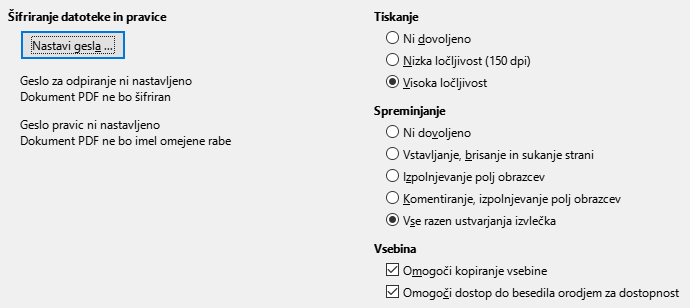 Šifriranje datoteke in pravice
Nastavi gesla ...
Geslo za odpiranje ni nastavljeno
Dokument PDF ne bo šifriran
Geslo pravic ni nastavljeno
Dokument PDF ne bo imel omejene rabe
Tiskanje
Ni dovoljeno
Nizka ločljivost (150 dpi)
Visoka ločljivost
Spreminjanje
Ni dovoljeno
Vstavljanje, brisanje in sukanje strani
Izpolnjevanje polj obrazcev
Komentiranje, izpolnjevanje polj obrazcev
Vse razen ustvarjanja izvlečka
Vsebina
Omogoči kopiranje vsebine
Omogoči dostop do besedila orodjem za dostopnost